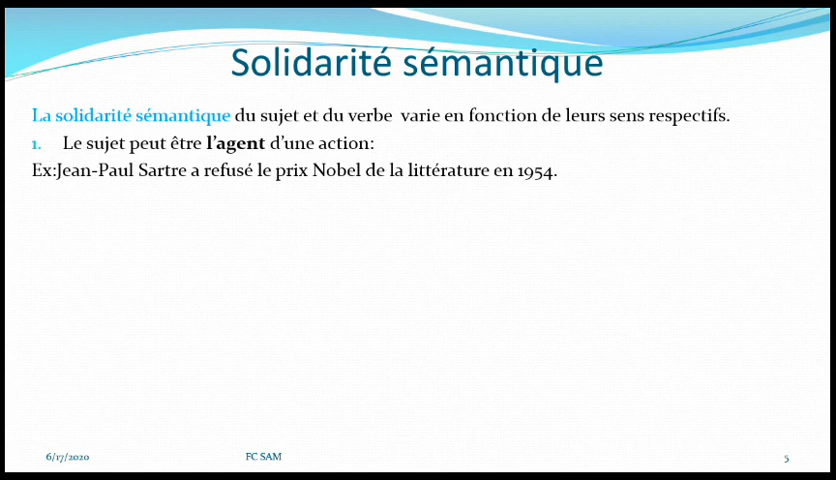 Solidarité sémantique
La solidarité sémantique du sujet et du verbe varie en fonction de leurs sens respectifs.
1. Le sujet peut être l’agent d’une action:
Ex:Jean-Paul Sartre a refusé le prix Nobel de la littérature en 1954.
6/17/2020 FC SAM 5